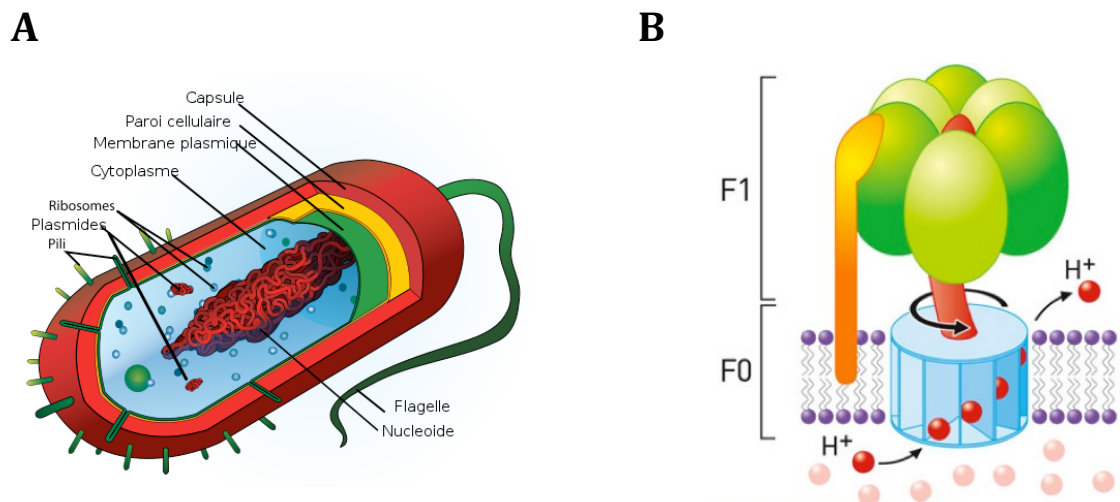 A
Capsule
Paroi cellulaire
Membrane plasmique
Cytoplasme
Ribosomes
Plasmides
Pili
Flagelle
Nucleoide
B
F1
H+
F0
H+